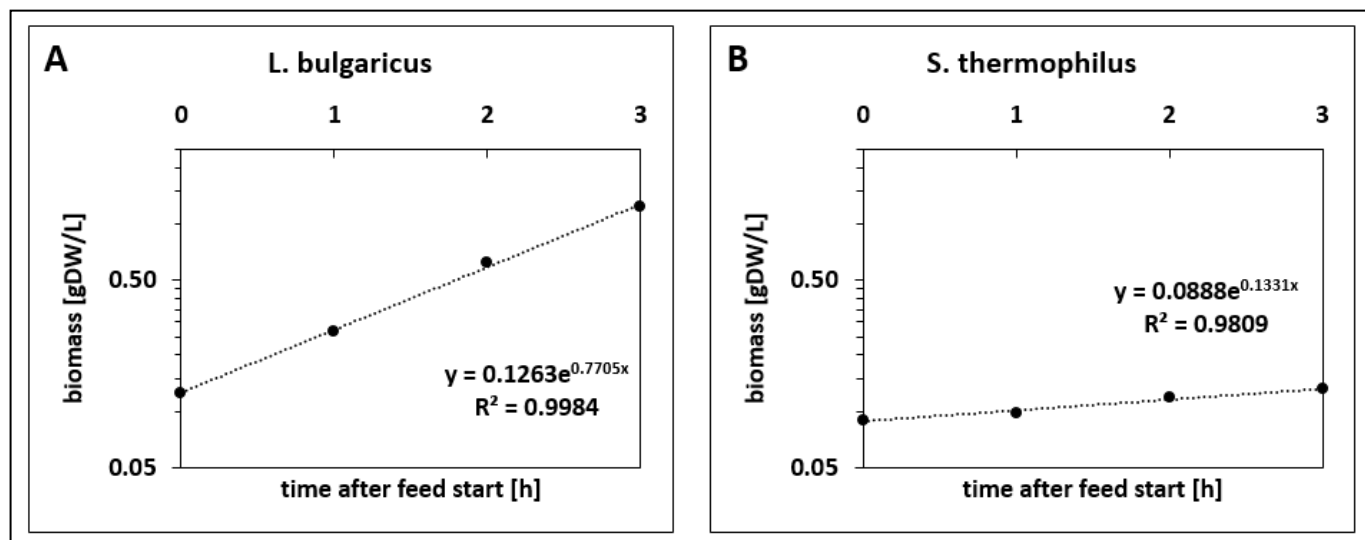 A
L. bulgaricus
0 1 2 3
biomass [gDW/L]
0.50
y = 0.1263e^0.7705x
R² = 0.9984
0.05
time after feed start [h]
B
S. thermophilus
0 1 2 3
biomass [gDW/L]
0.50
y = 0.0888e^0.1331x
R² = 0.9809
0.05
time after feed start [h]